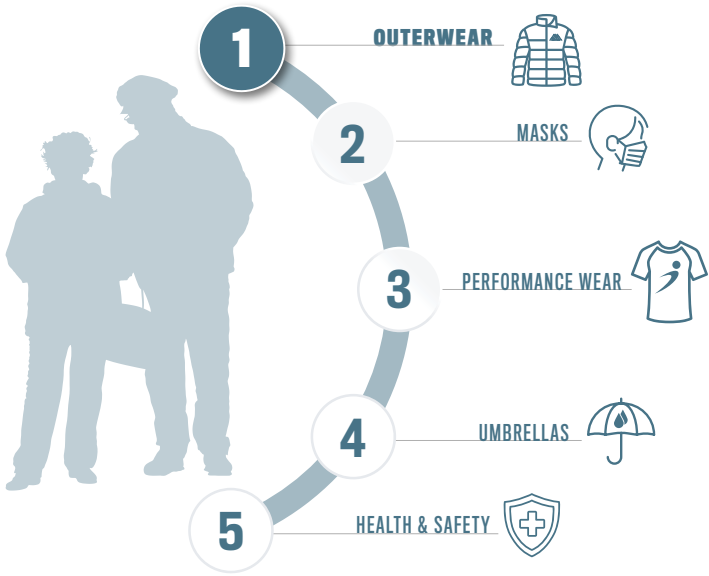 1
OUTERWEAR
2
MASKS
3
PERFORMANCE WEAR
4
UMBRELLAS
5
HEALTH & SAFETY